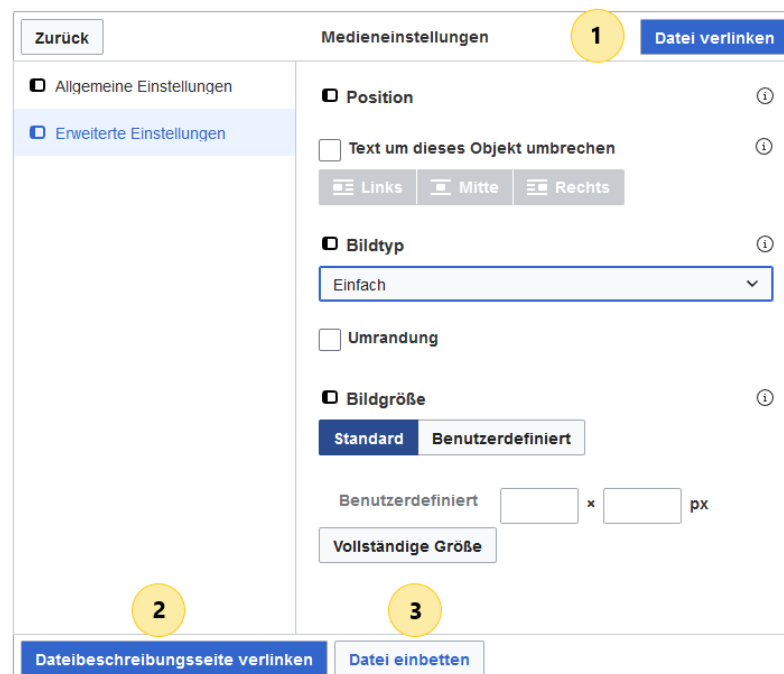 Zurück
Medieneinstellungen
1
Datei verlinken
Allgemeine Einstellungen
Erweiterte Einstellungen
Position
Text um dieses Objekt umbrechen
Links Mitte Rechts
Bildtyp
Einfach
Umrandung
Bildgröße
Standard Benutzerdefiniert
Benutzerdefiniert × px
Vollständige Größe
2
3
Dateibeschreibungsseite verlinken
Datei einbetten